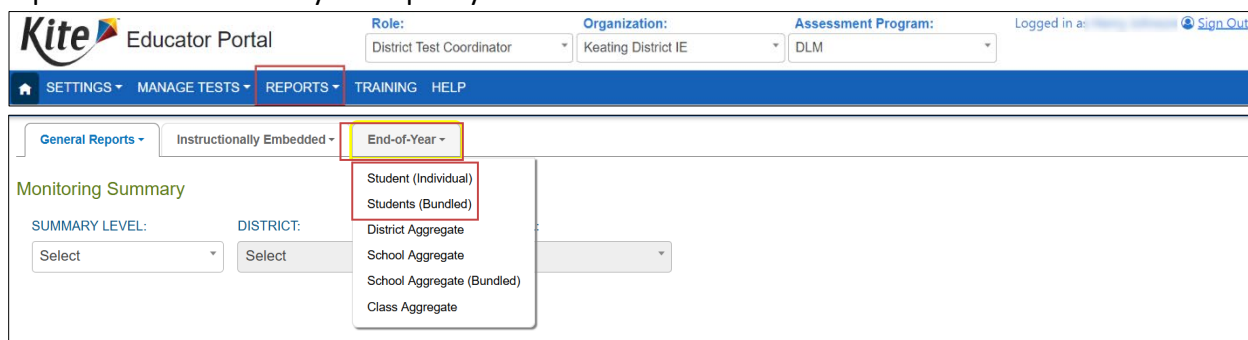 Kite Educator Portal
Role: Organization: Assessment Program: Logged in as Sign Out
District Test Coordinator Keating District IE DLM
SETTINGS MANAGE TESTS REPORTS TRAINING HELP
General Reports Instructionally Embedded End-of-Year
Monitoring Summary
SUMMARY LEVEL: DISTRICT:
Select Select
Student (Individual)
Students (Bundled)
District Aggregate
School Aggregate
School Aggregate (Bundled)
Class Aggregate